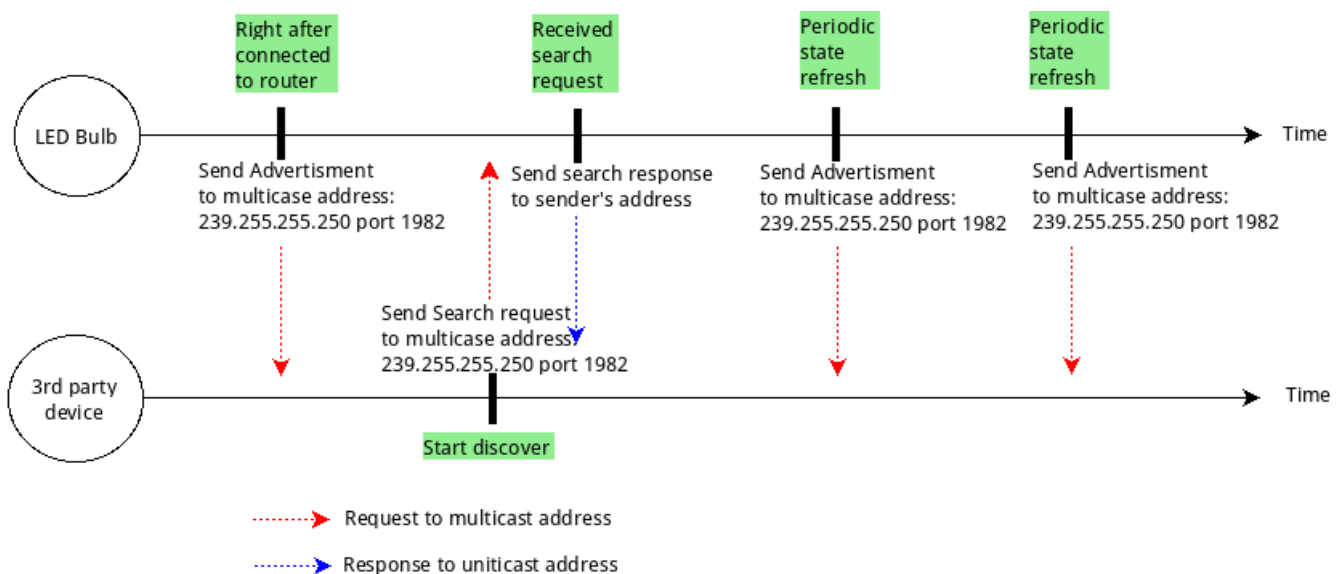 Right after
connected
to router
Received
search
request
Periodic
state
refresh
Periodic
state
refresh
LED Bulb
Time
Send Advertisment
to multicase address:
239.255.255.250 port 1982
Send search response
to sender's address
Send Advertisment
to multicase address:
239.255.255.250 port 1982
Send Advertisment
to multicase address:
239.255.255.250 port 1982
Send Search request
to multicase address:
239.255.255.250 port 1982
3rd party
device
Time
Start discover
Request to multicast address
Response to uniticast address